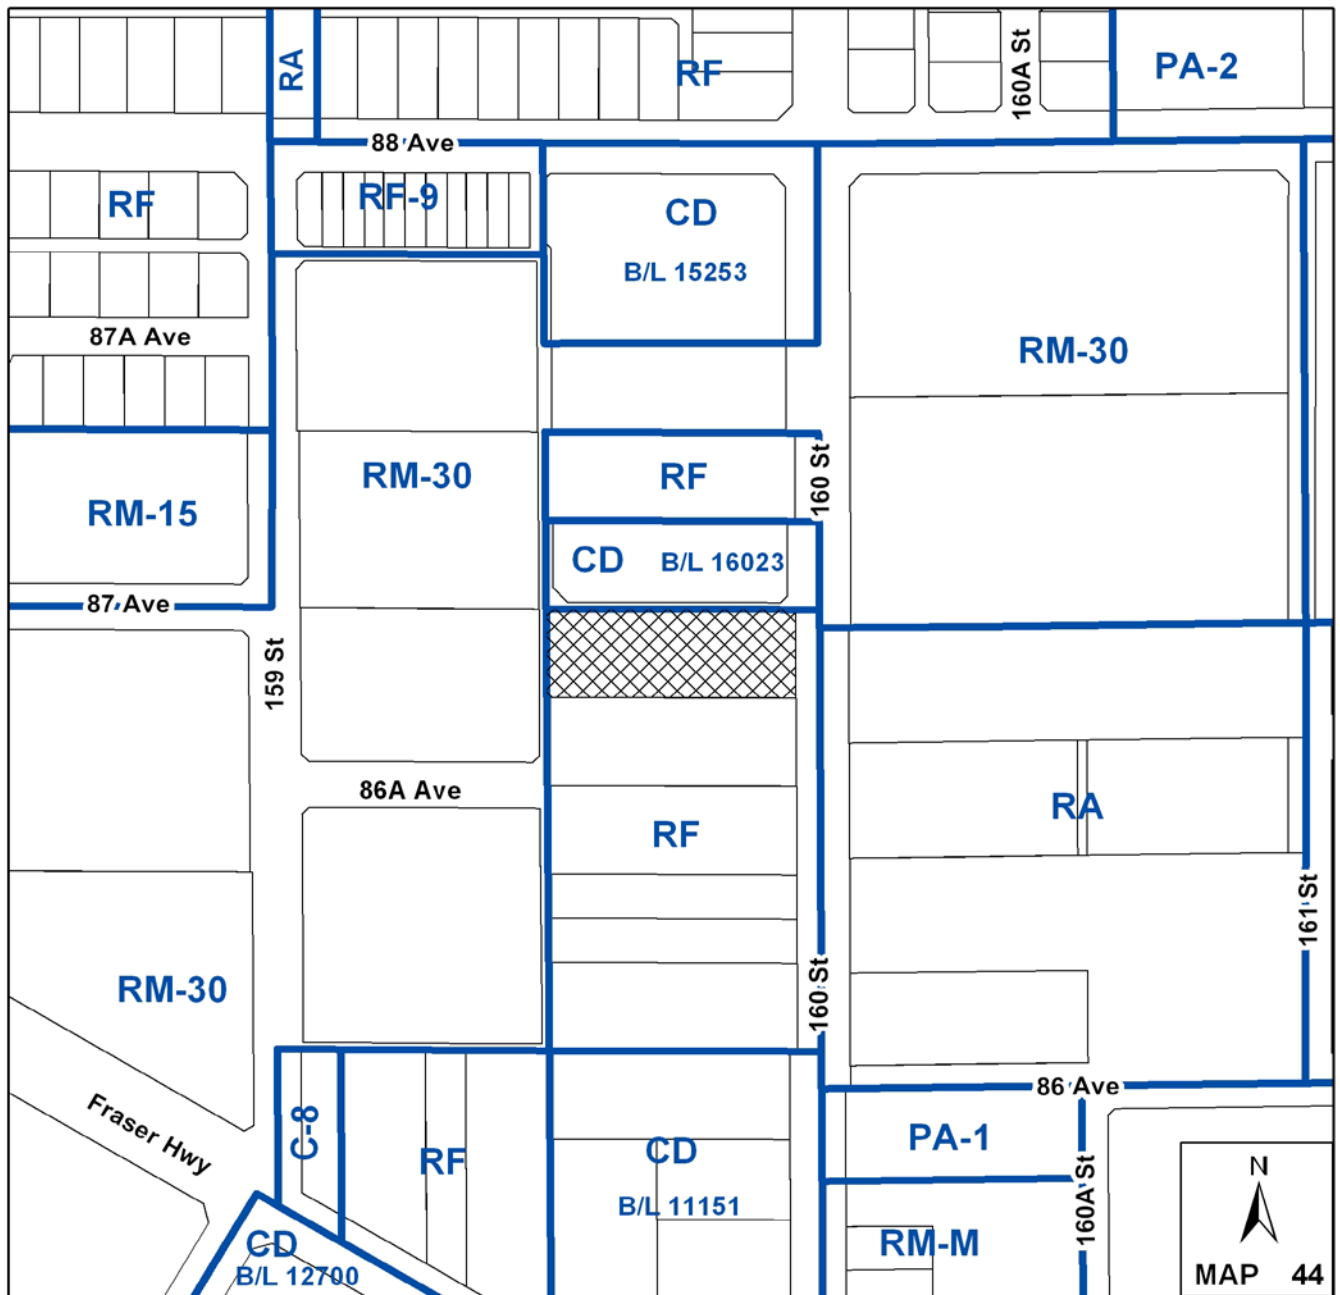 RA
RF
160A St
PA-2
88 Ave
RF
RF-9
CD
B/L 15253
87A Ave
RM-30
RM-30
RF
160 St
RM-15
CD B/L 16023
87 Ave
159 St
86A Ave
RA
RF
161 St
RM-30
160 St
86 Ave
Fraser Hwy
C-8
RF
CD
B/L 11151
PA-1
160A St
RM-M
CD
B/L 12700
N
MAP 44